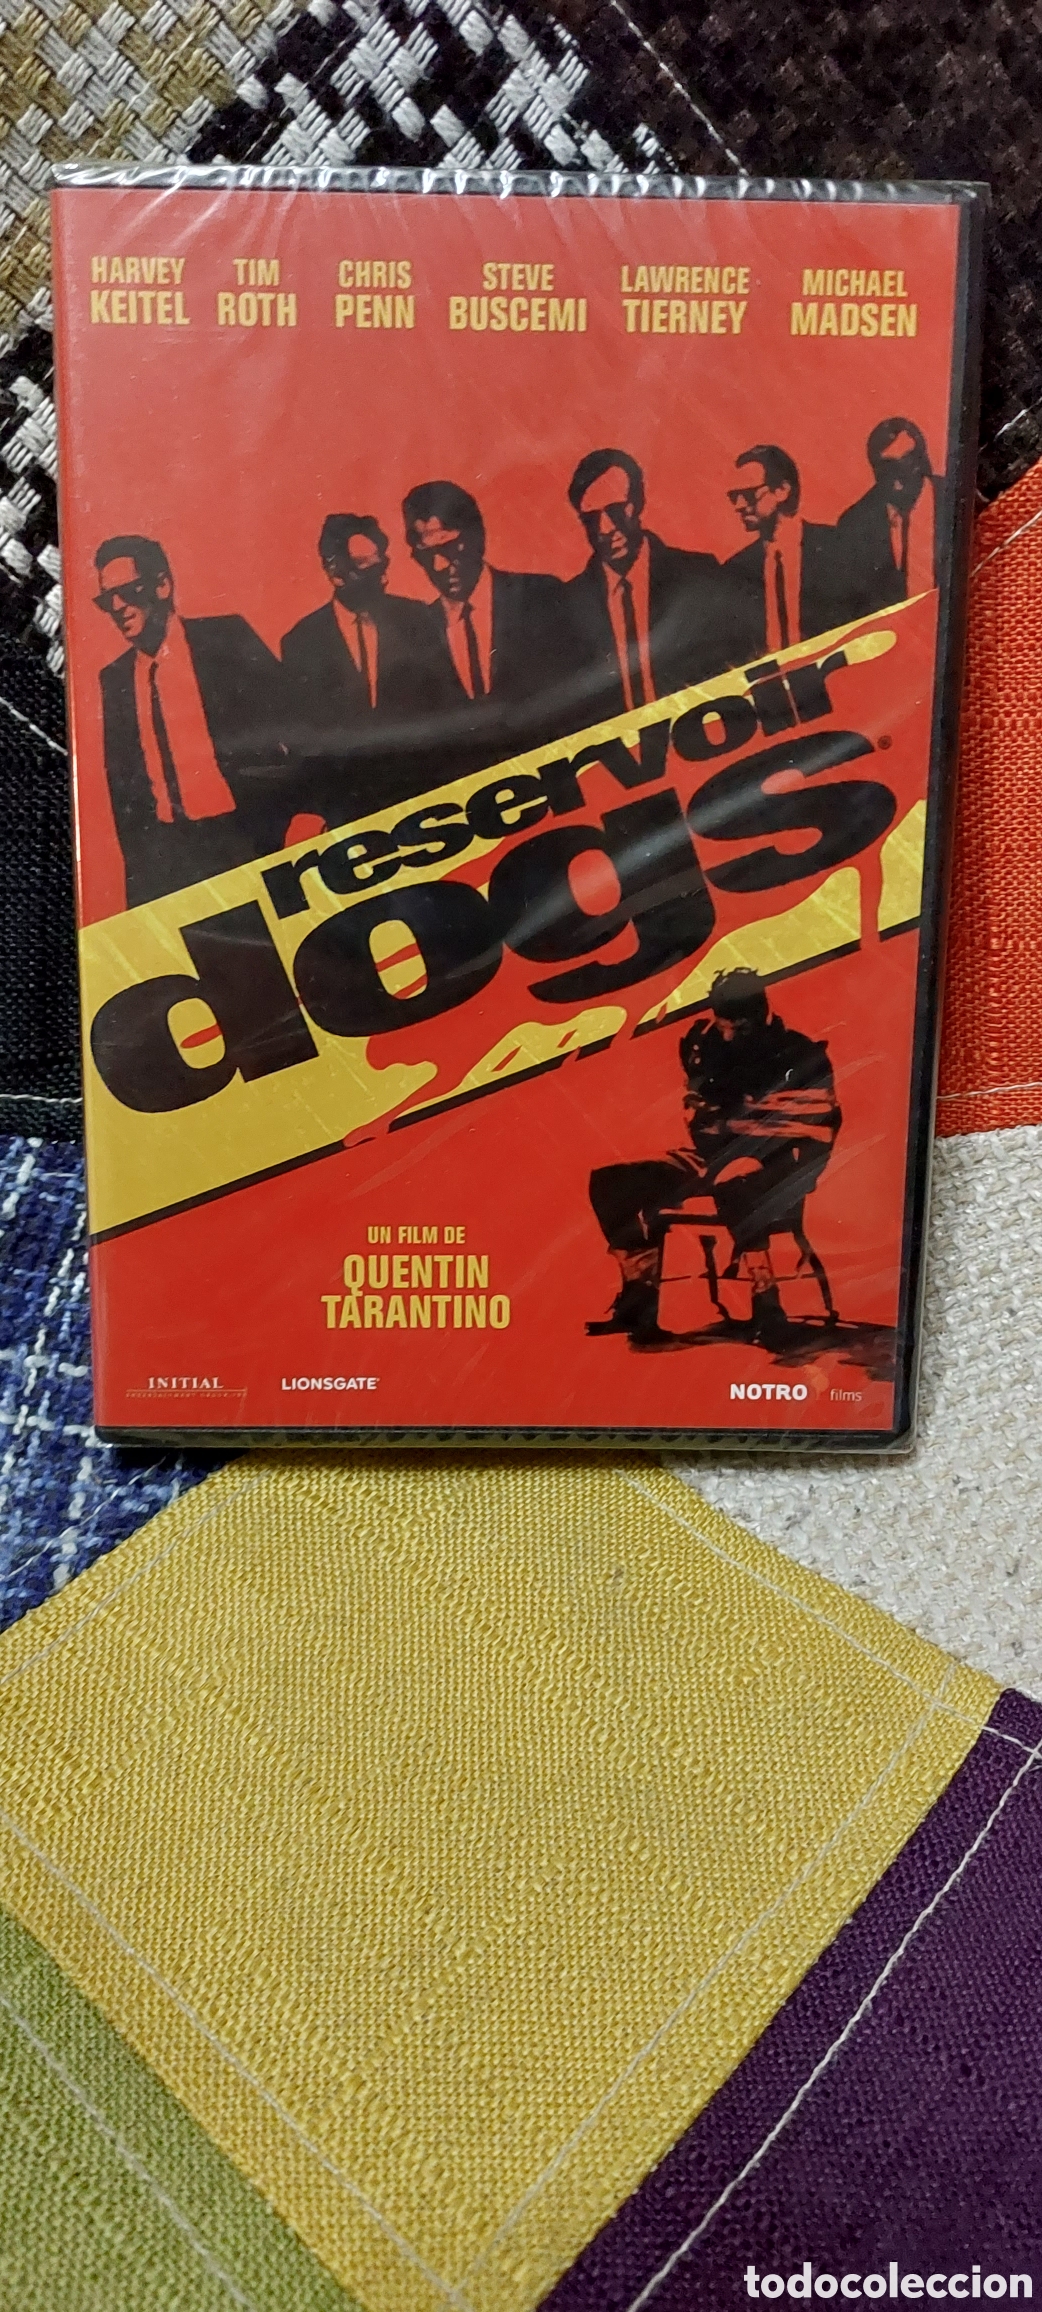 HARVEY KEITEL
TIM ROTH
CHRIS PENN
STEVE BUSCEMI
LAWRENCE TIERNEY
MICHAEL MADSEN
reservoir
dogs®
UN FILM DE
QUENTIN
TARANTINO
INITIAL
LIONSGATE
NOTRO films
todocoleccion